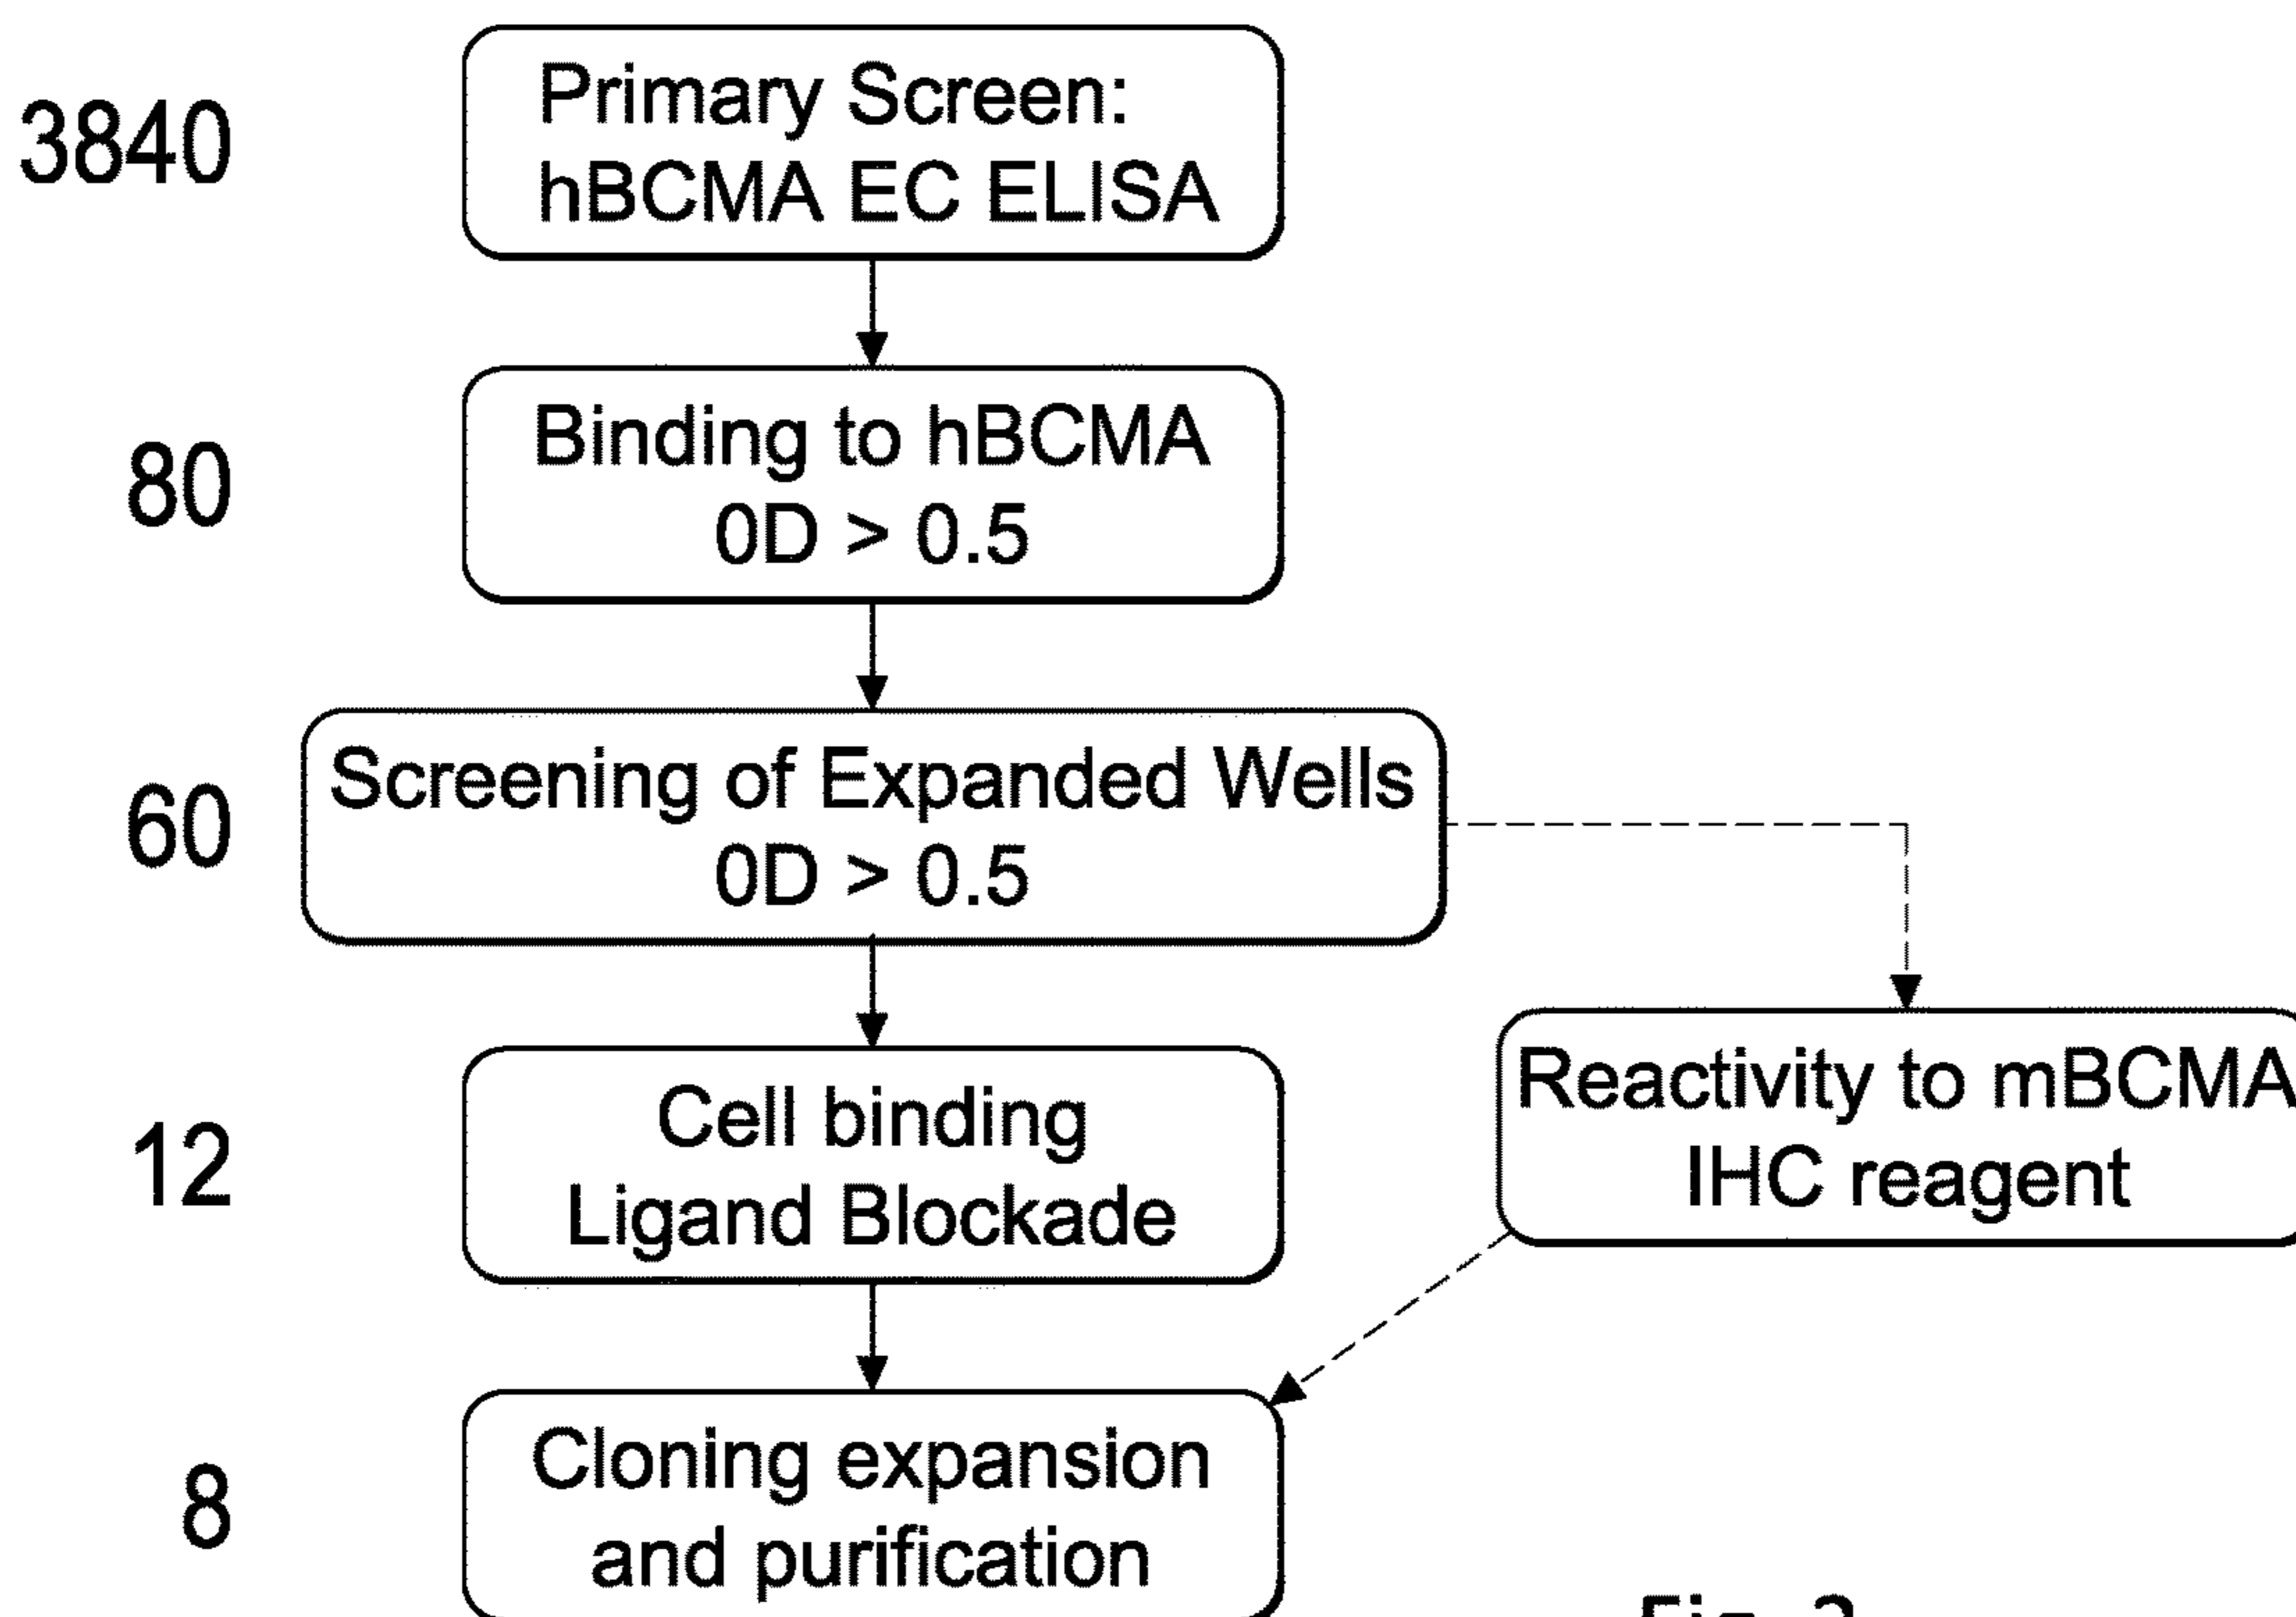 3840
Primary Screen:
hBCMA EC ELISA
80
Binding to hBCMA
0D > 0.5
60
Screening of Expanded Wells
0D > 0.5
12
Cell binding
Ligand Blockade
Reactivity to mBCMA
IHC reagent
8
Cloning expansion
and purification